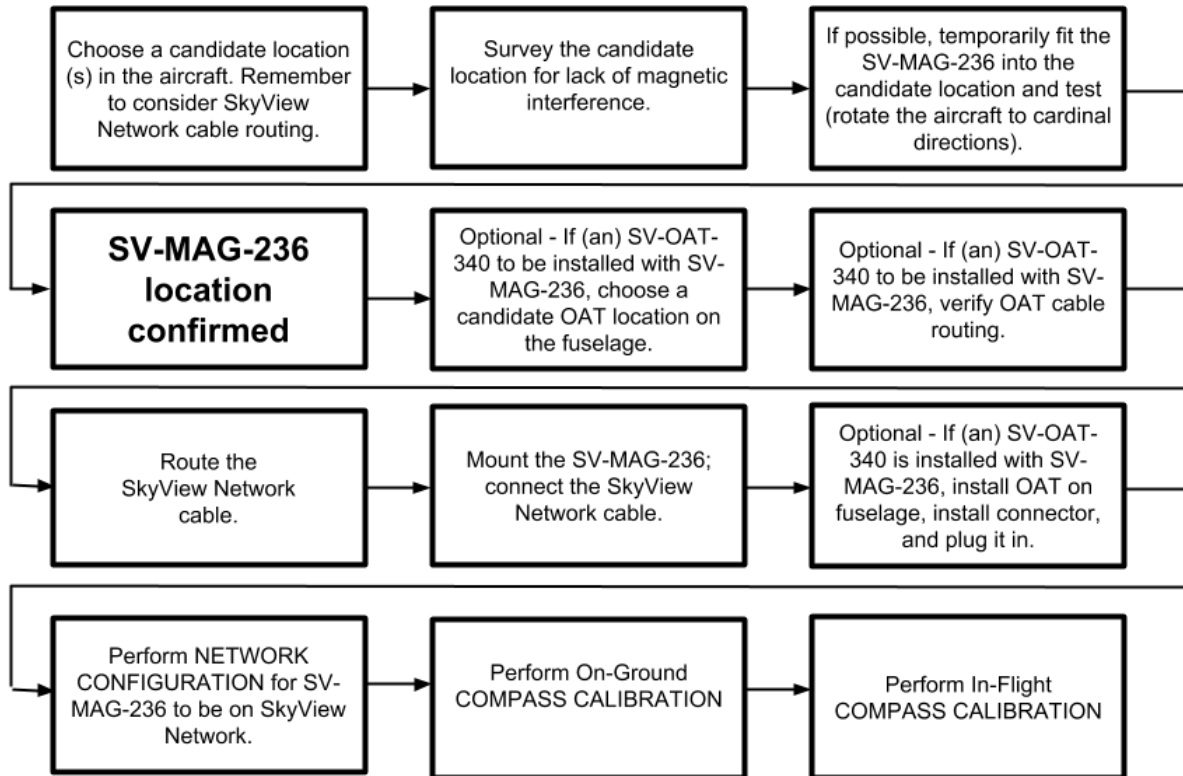 Choose a candidate location
(s) in the aircraft. Remember
to consider SkyView
Network cable routing.
Survey the candidate
location for lack of magnetic
interference.
If possible, temporarily fit the
SV-MAG-236 into the
candidate location and test
(rotate the aircraft to cardinal
directions).
SV-MAG-236
location
confirmed
Optional - If (an) SV-OAT-
340 to be installed with SV-
MAG-236, choose a
candidate OAT location on
the fuselage.
Optional - If (an) SV-OAT-
340 to be installed with SV-
MAG-236, verify OAT cable
routing.
Route the
SkyView Network
cable.
Mount the SV-MAG-236;
connect the SkyView
Network cable.
Optional - If (an) SV-OAT-
340 is installed with SV-
MAG-236, install OAT on
fuselage, install connector,
and plug it in.
Perform NETWORK
CONFIGURATION for SV-
MAG-236 to be on SkyView
Network.
Perform On-Ground
COMPASS CALIBRATION
Perform In-Flight
COMPASS CALIBRATION